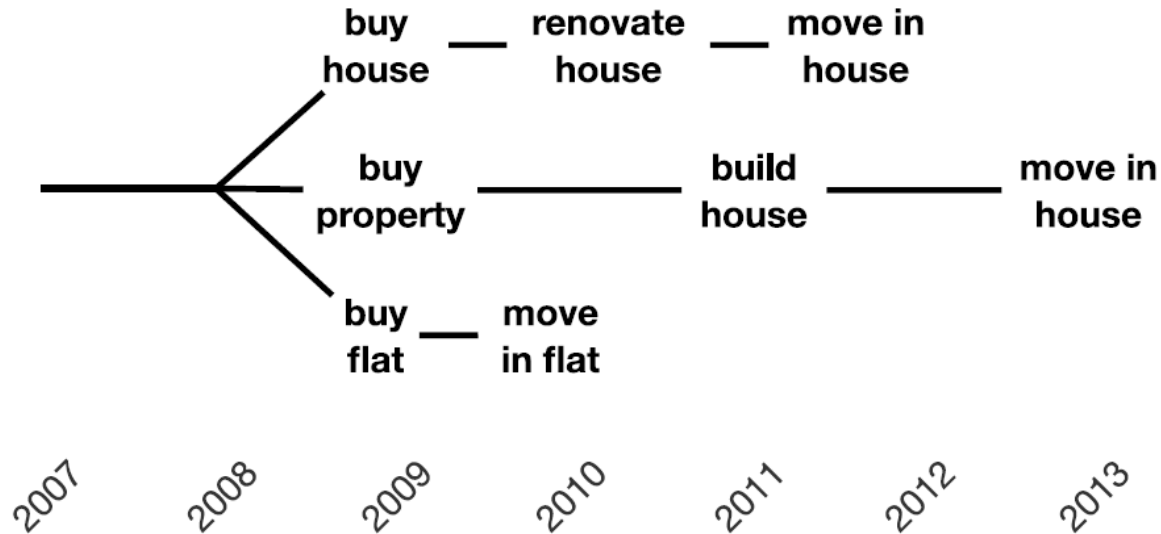 buy
house
renovate
house
move in
house
buy
property
build
house
move in
house
buy
flat
move
in flat
2007
2008
2009
2010
2011
2012
2013